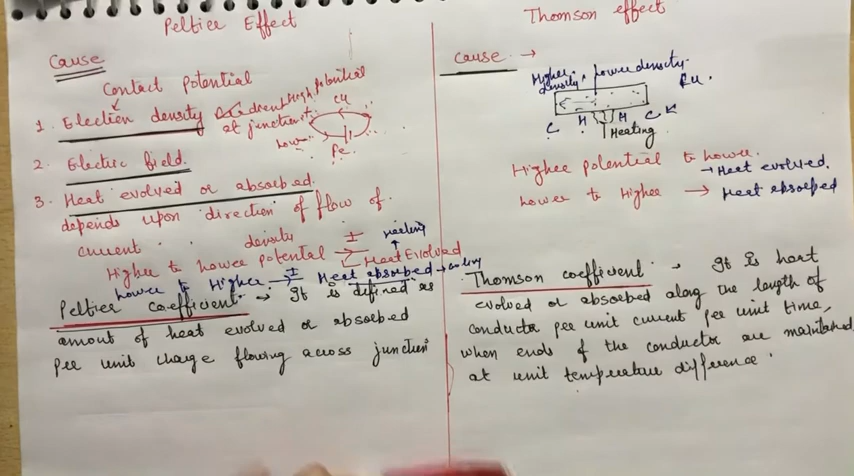 Peltier Effect
Cause
Contact Potential
1. Electron density
at junction
High Potential
Cu
Fe
2. Electric field.
3. Heat evolved or absorbed.
depends upon direction of flow of
current
density
heating
Higher to lower potential → I
Heat Evolved
lower to Higher → I Heat absorbed → cooling
Peltier coefficient → It is defined as
amount of heat evolved or absorbed
per unit charge flowing across junction
Thomson effect
Cause →
Higher density
lower density.
Cu.
C H H C
Heating
Higher potential to lower.
→ Heat evolved.
lower to Higher → Heat absorbed
Thomson coefficient → It is heat
evolved or absorbed along the length of
conductor per unit current per unit time,
when ends of the conductor are maintained
at unit temperature difference.